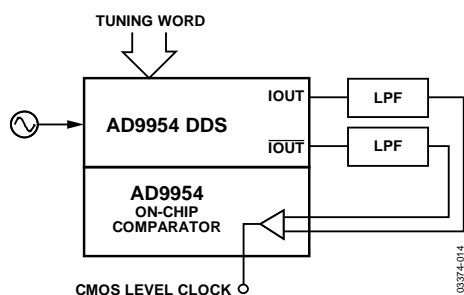 TUNING WORD
AD9954 DDS
IOUT
LPF
IOUT
LPF
AD9954
ON-CHIP
COMPARATOR
CMOS LEVEL CLOCK
03374-014